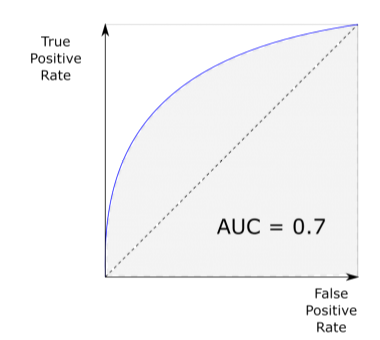 True
Positive
Rate
AUC = 0.7
False
Positive
Rate